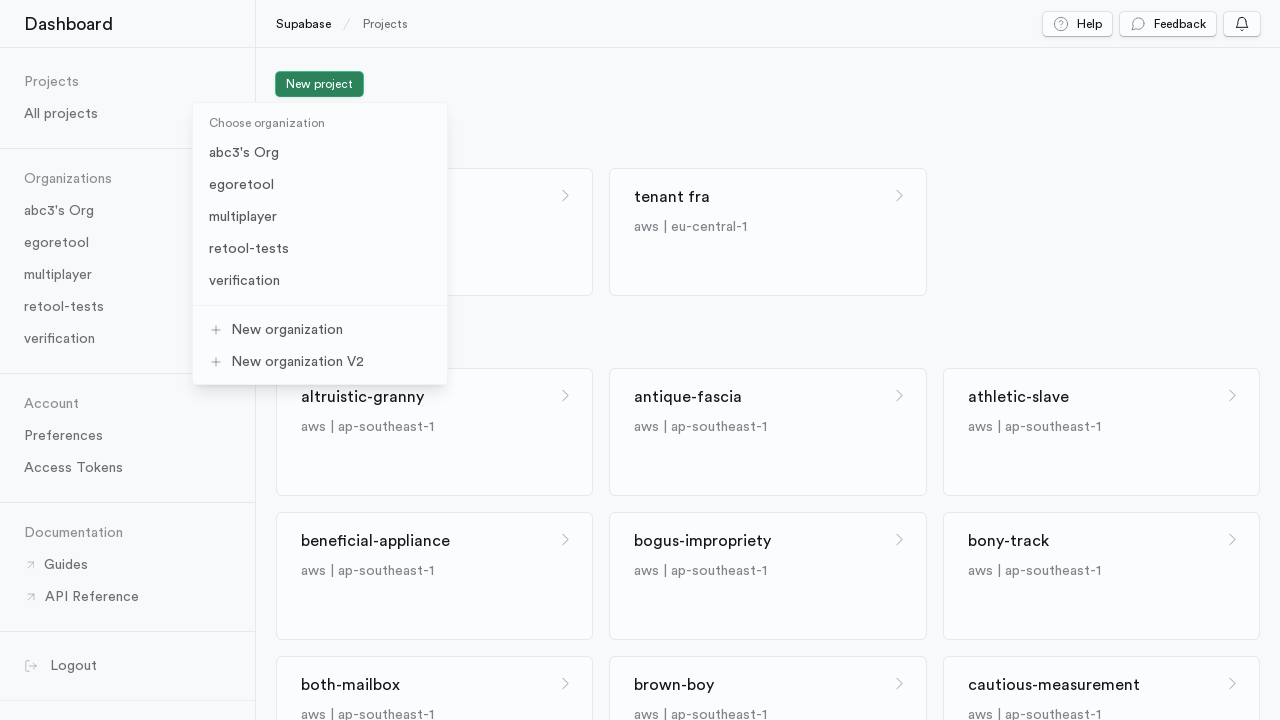 Dashboard
Supabase
Projects
Help
Feedback
Projects
All projects
Organizations
abc3's Org
egoretool
multiplayer
retool-tests
verification
Account
Preferences
Access Tokens
Documentation
Guides
API Reference
Logout
New project
Choose organization
abc3's Org
egoretool
multiplayer
retool-tests
verification
New organization
New organization V2
tenant fra
aws | eu-central-1
altruistic-granny
aws | ap-southeast-1
antique-fascia
aws | ap-southeast-1
athletic-slave
aws | ap-southeast-1
beneficial-appliance
aws | ap-southeast-1
bogus-impropriety
aws | ap-southeast-1
bony-track
aws | ap-southeast-1
both-mailbox
aws | ap-southeast-1
brown-boy
aws | ap-southeast-1
cautious-measurement
aws | ap-southeast-1